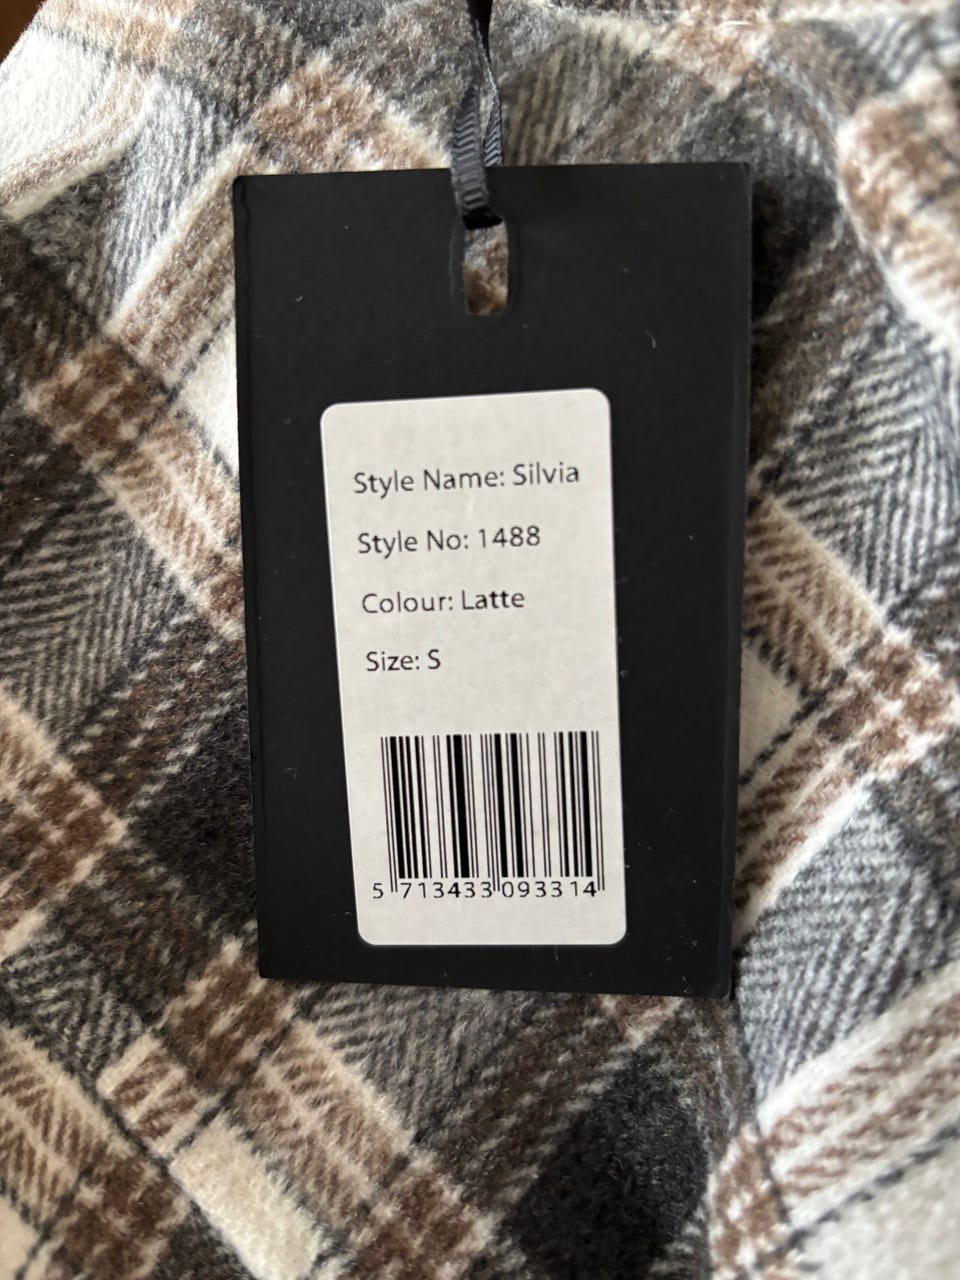 Style Name: Silvia
Style No: 1488
Colour: Latte
Size: S
5 713433 093314